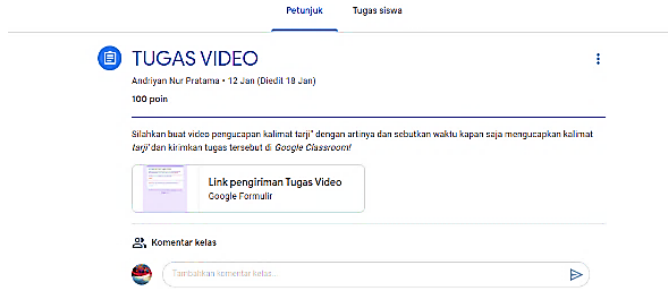 Petunjuk Tugas siswa
TUGAS VIDEO
Andriyan Nur Pratama • 12 Jan (Diedit 18 Jan)
100 poin
Silahkan buat video pengucapan kalimat tarji' dengan artinya dan sebutkan waktu kapan saja mengucapkan kalimat
tarji' dan kirimkan tugas tersebut di Google Classroom!
Link pengiriman Tugas Video
Google Formulir
Komentar kelas
Tambahkan komentar kelas...